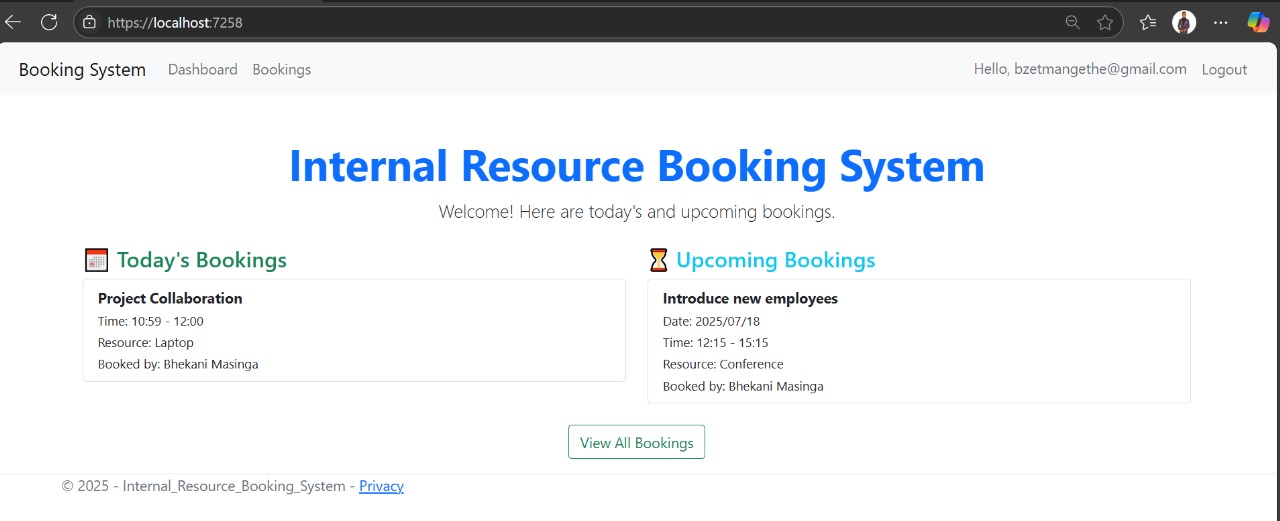 https://localhost:7258
Booking System Dashboard Bookings Hello, bzetmangethe@gmail.com Logout
Internal Resource Booking System
Welcome! Here are today's and upcoming bookings.
Today's Bookings
Project Collaboration
Time: 10:59 - 12:00
Resource: Laptop
Booked by: Bhekani Masinga
Upcoming Bookings
Introduce new employees
Date: 2025/07/18
Time: 12:15 - 15:15
Resource: Conference
Booked by: Bhekani Masinga
View All Bookings
© 2025 - Internal_Resource_Booking_System - Privacy